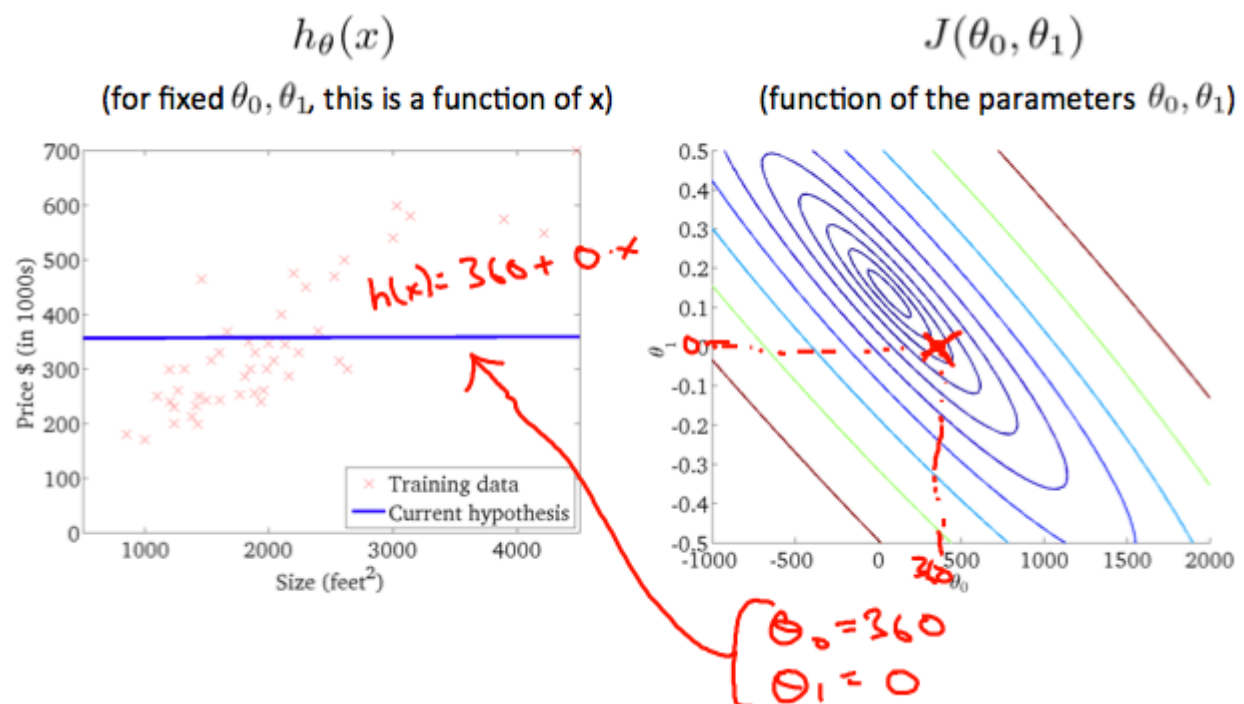 hθ(x)
(for fixed θ₀, θ₁, this is a function of x)
700
600
500
400
300
200
100
0
Price $ (in 1000s)
1000
2000
3000
4000
Size (feet²)
h(x) = 360 + 0·x
Training data
Current hypothesis
J(θ₀, θ₁)
(function of the parameters θ₀, θ₁)
0.5
0.4
0.3
0.2
0.1
0
-0.1
-0.2
-0.3
-0.4
-0.5
θ₁
0
-1000
-500
0
500
1000
1500
2000
360
θ₀
θ₀ = 360
θ₁ = 0